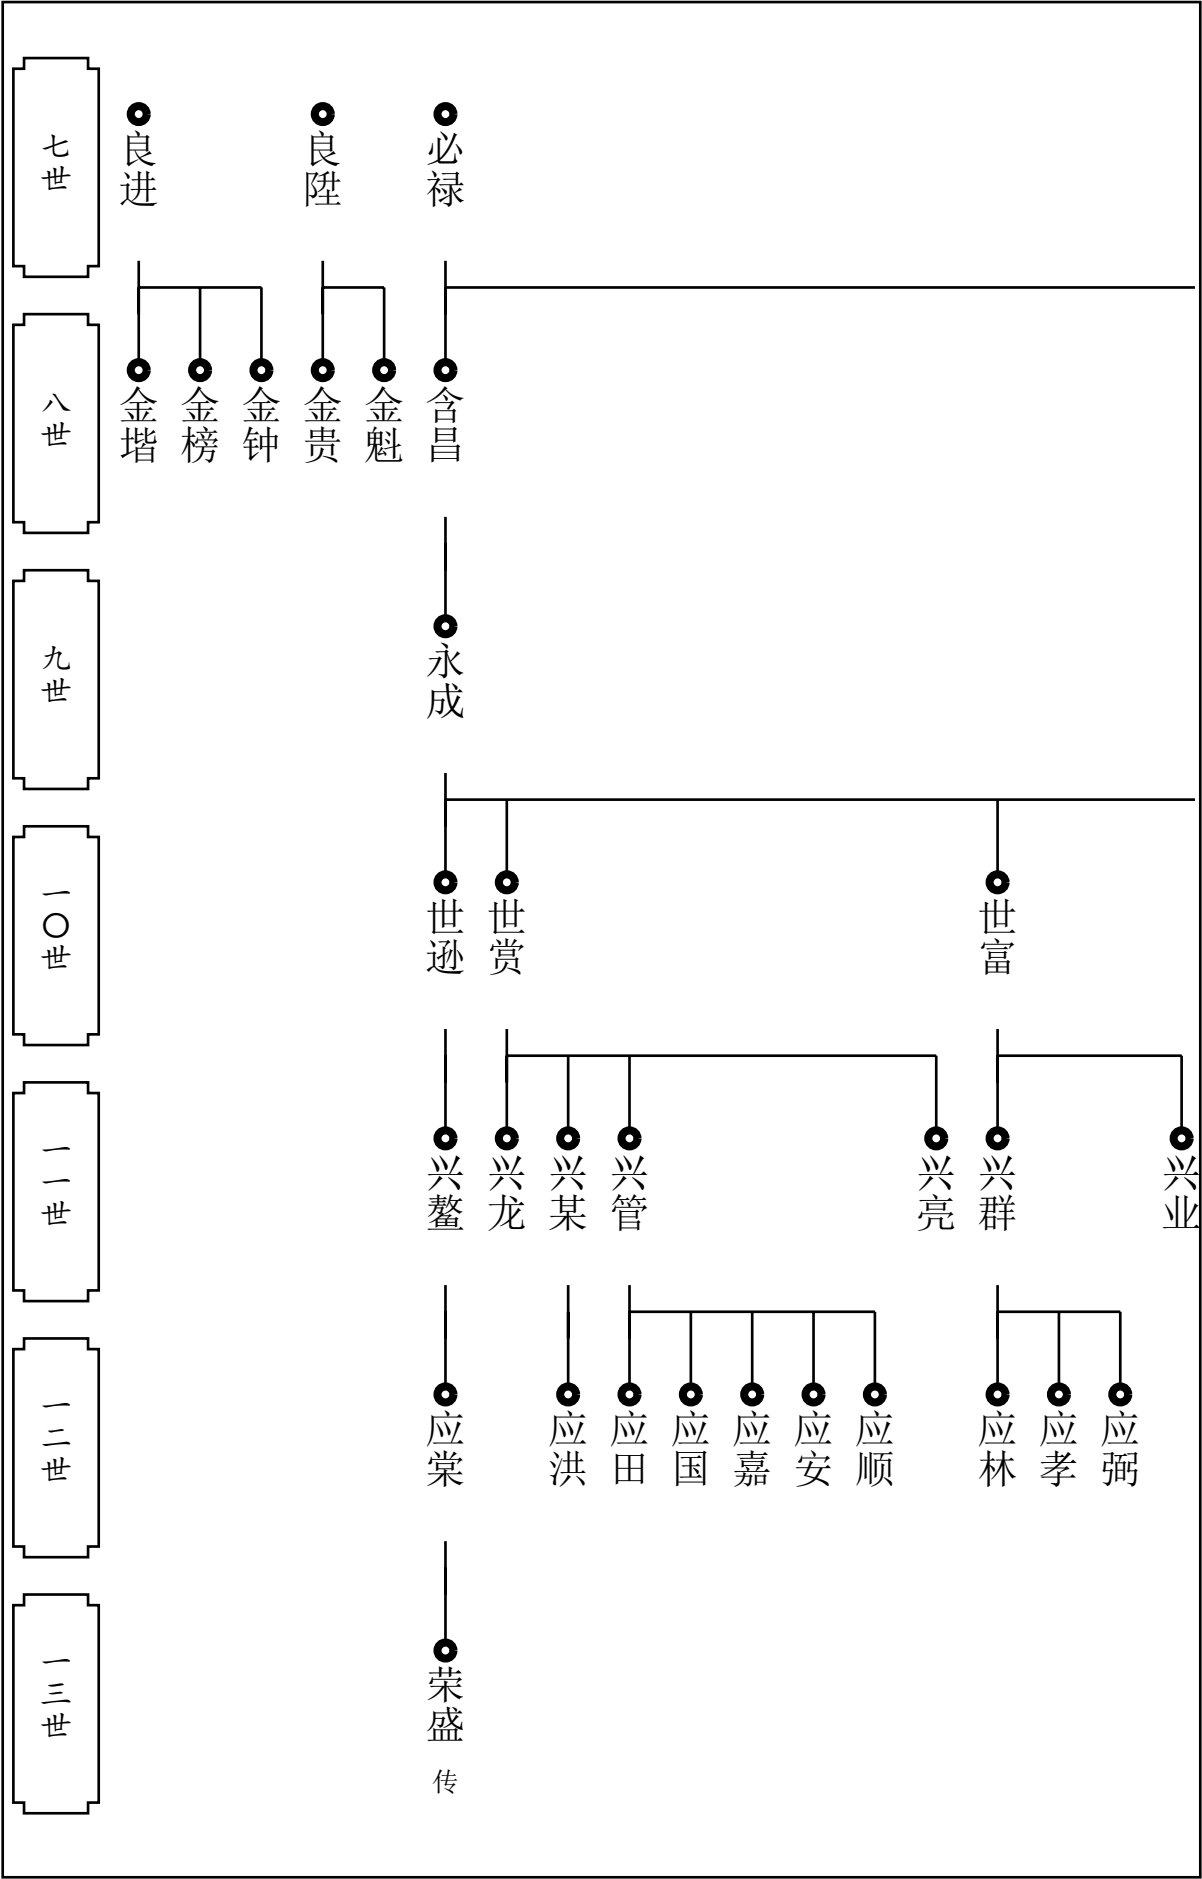 七世
良进
良陞
必禄
八世
金堦
金榜
金钟
金贵
金魁
含昌
九世
永成
一〇世
世逊
世赏
世富
一一世
兴鳌
兴龙
兴某
兴管
兴亮
兴群
兴业
一二世
应棠
应洪
应田
应国
应嘉
应安
应顺
应林
应孝
应弼
一三世
荣盛
传